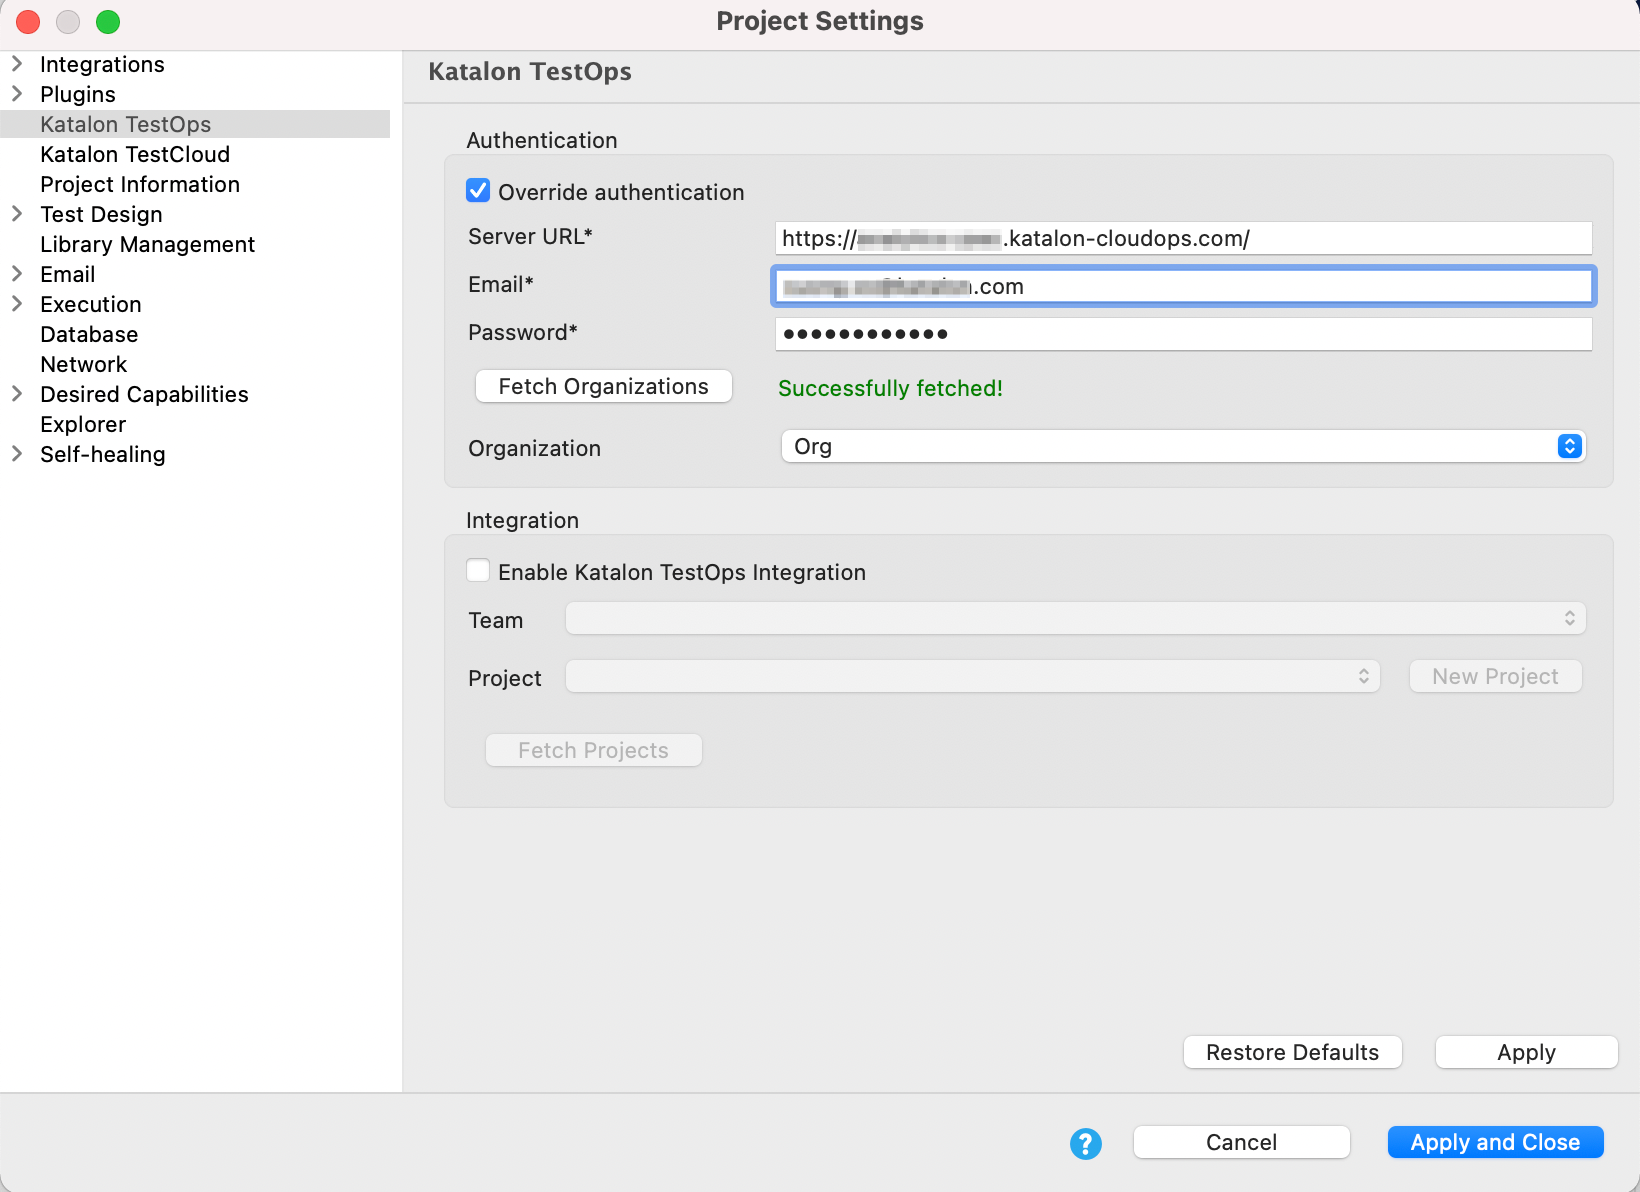 Project Settings
Integrations
Plugins
Katalon TestOps
Katalon TestCloud
Project Information
Test Design
Library Management
Email
Execution
Database
Network
Desired Capabilities
Explorer
Self-healing
Katalon TestOps
Authentication
Override authentication
Server URL* https:// .katalon-cloudops.com/
Email* .com
Password* ●●●●●●●●●●●●
Fetch Organizations Successfully fetched!
Organization Org
Integration
Enable Katalon TestOps Integration
Team
Project New Project
Fetch Projects
Restore Defaults Apply
? Cancel Apply and Close